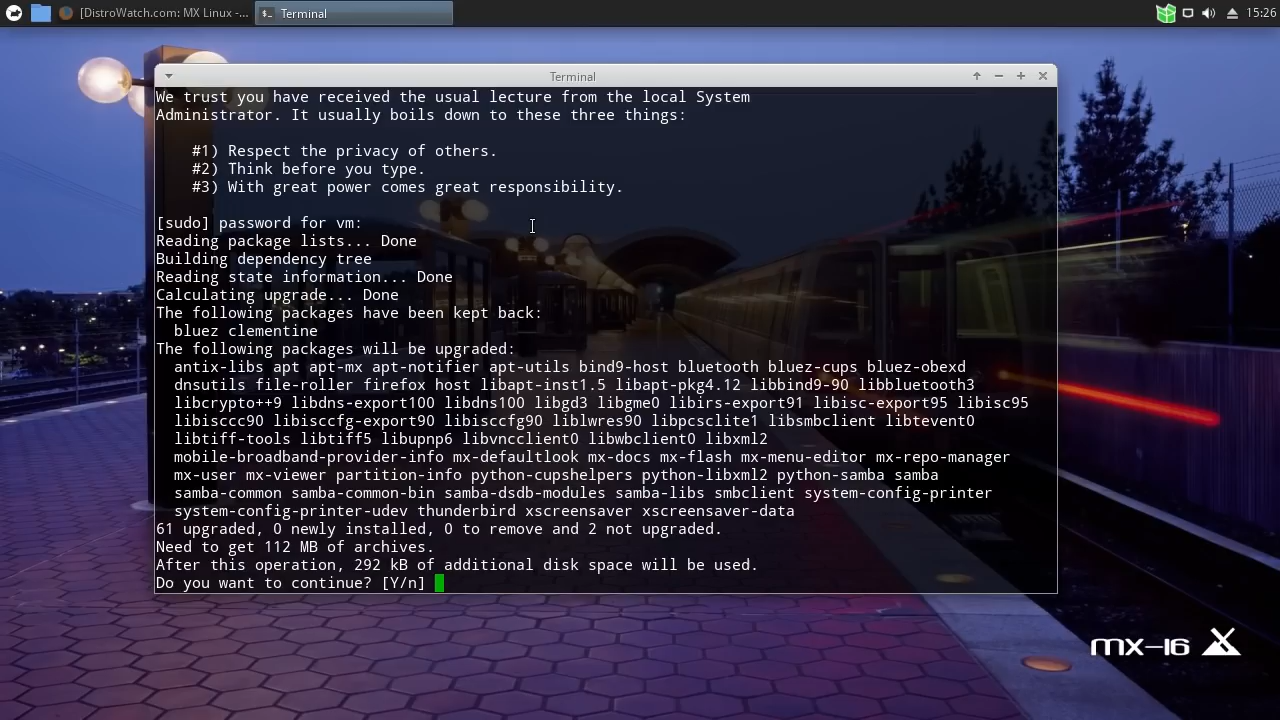 [DistroWatch.com: MX Linux -...
Terminal
15:26
Terminal
We trust you have received the usual lecture from the local System
Administrator. It usually boils down to these three things:
#1) Respect the privacy of others.
#2) Think before you type.
#3) With great power comes great responsibility.
[sudo] password for vm:
Reading package lists... Done
Building dependency tree
Reading state information... Done
Calculating upgrade... Done
The following packages have been kept back:
bluez clementine
The following packages will be upgraded:
antix-libs apt apt-mx apt-notifier apt-utils bind9-host bluetooth bluez-cups bluez-obexd
dnsutils file-roller firefox host libapt-inst1.5 libapt-pkg4.12 libbind9-90 libbluetooth3
libcrypto++9 libdns-export100 libdns100 libgd3 libgme0 libirs-export91 libisc-export95 libisc95
libisccc90 libisccfg-export90 libisccfg90 liblwres90 libpcsclite1 libsmbclient libtevent0
libtiff-tools libtiff5 libupnp6 libvncclient0 libwbclient0 libxml2
mobile-broadband-provider-info mx-defaultlook mx-docs mx-flash mx-menu-editor mx-repo-manager
mx-user mx-viewer partition-info python-cupshelpers python-libxml2 python-samba samba
samba-common samba-common-bin samba-dsdb-modules samba-libs smbclient system-config-printer
system-config-printer-udev thunderbird xscreensaver xscreensaver-data
61 upgraded, 0 newly installed, 0 to remove and 2 not upgraded.
Need to get 112 MB of archives.
After this operation, 292 kB of additional disk space will be used.
Do you want to continue? [Y/n]
mx-16